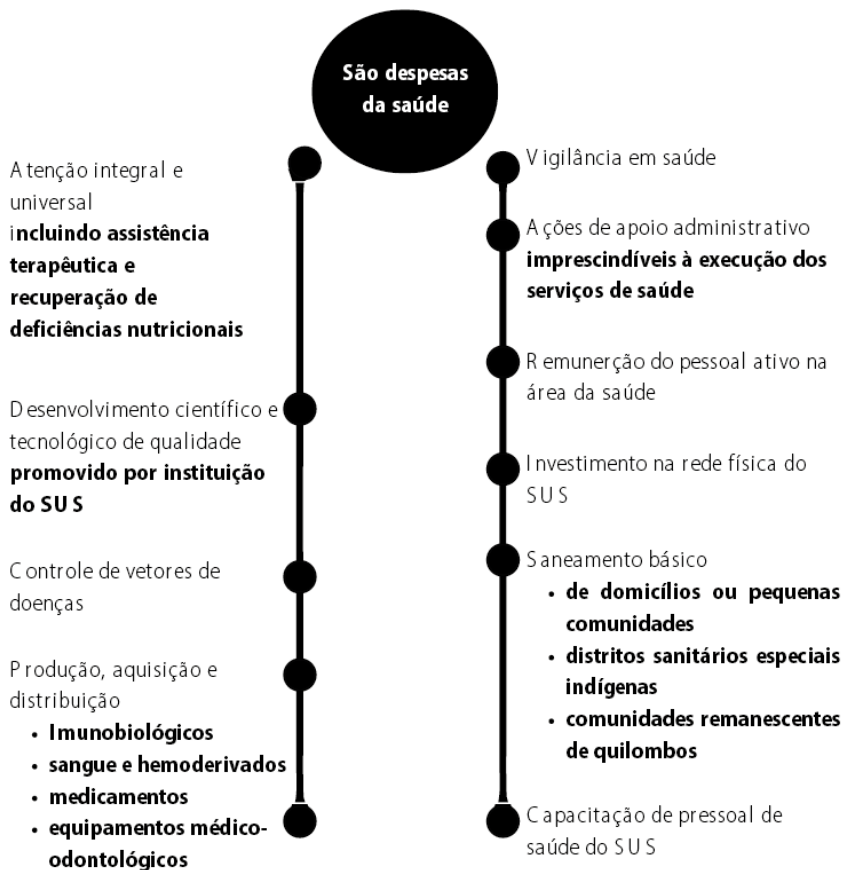 São despesas
da saúde
Atenção integral e
universal
incluindo assistência
terapêutica e
recuperação de
deficiências nutricionais
Desenvolvimento científico e
tecnológico de qualidade
promovido por instituição
do SUS
Controle de vetores de
doenças
Produção, aquisição e
distribuição
• Imunobiológicos
• sangue e hemoderivados
• medicamentos
• equipamentos médico-
odontológicos
Vigilância em saúde
Ações de apoio administrativo
imprescindíveis à execução dos
serviços de saúde
Remunerção do pessoal ativo na
área da saúde
Investimento na rede física do
SUS
Saneamento básico
• de domicílios ou pequenas
comunidades
• distritos sanitários especiais
indígenas
• comunidades remanescentes
de quilombos
Capacitação de pressoal de
saúde do SUS